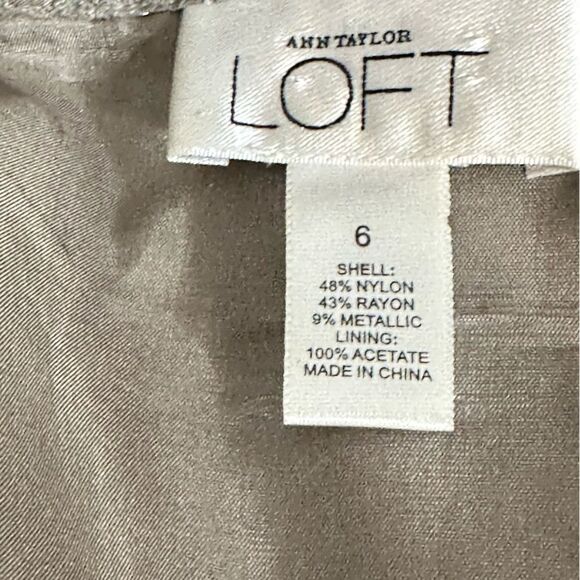 ANN TAYLOR
LOFT
6
SHELL:
48% NYLON
43% RAYON
9% METALLIC
LINING:
100% ACETATE
MADE IN CHINA